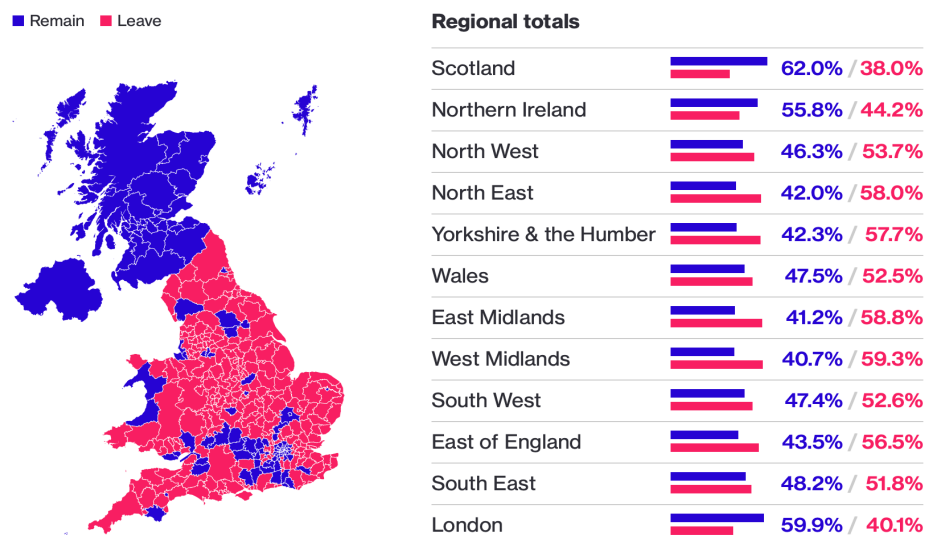 Remain Leave
Regional totals
Scotland 62.0% / 38.0%
Northern Ireland 55.8% / 44.2%
North West 46.3% / 53.7%
North East 42.0% / 58.0%
Yorkshire & the Humber 42.3% / 57.7%
Wales 47.5% / 52.5%
East Midlands 41.2% / 58.8%
West Midlands 40.7% / 59.3%
South West 47.4% / 52.6%
East of England 43.5% / 56.5%
South East 48.2% / 51.8%
London 59.9% / 40.1%